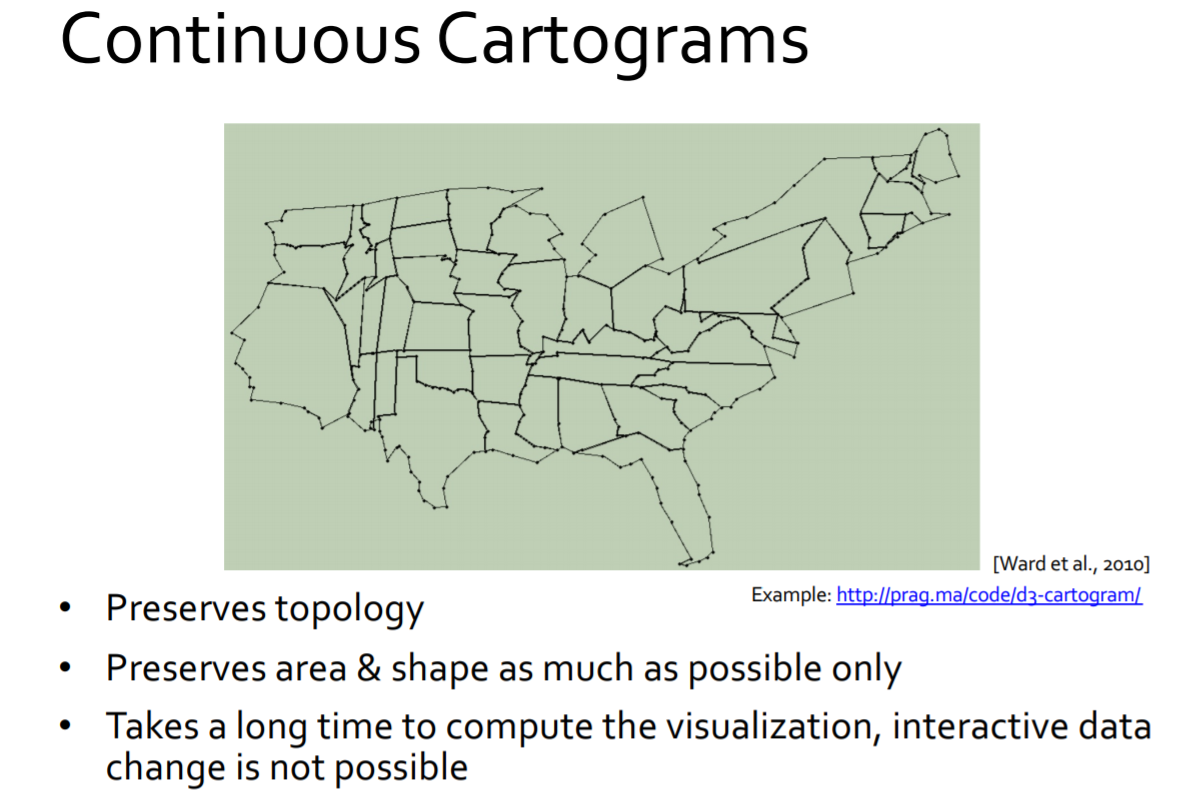 Continuous Cartograms
[Ward et al., 2010]
Example: http://prag.ma/code/d3-cartogram/
• Preserves topology
• Preserves area & shape as much as possible only
• Takes a long time to compute the visualization, interactive data
change is not possible